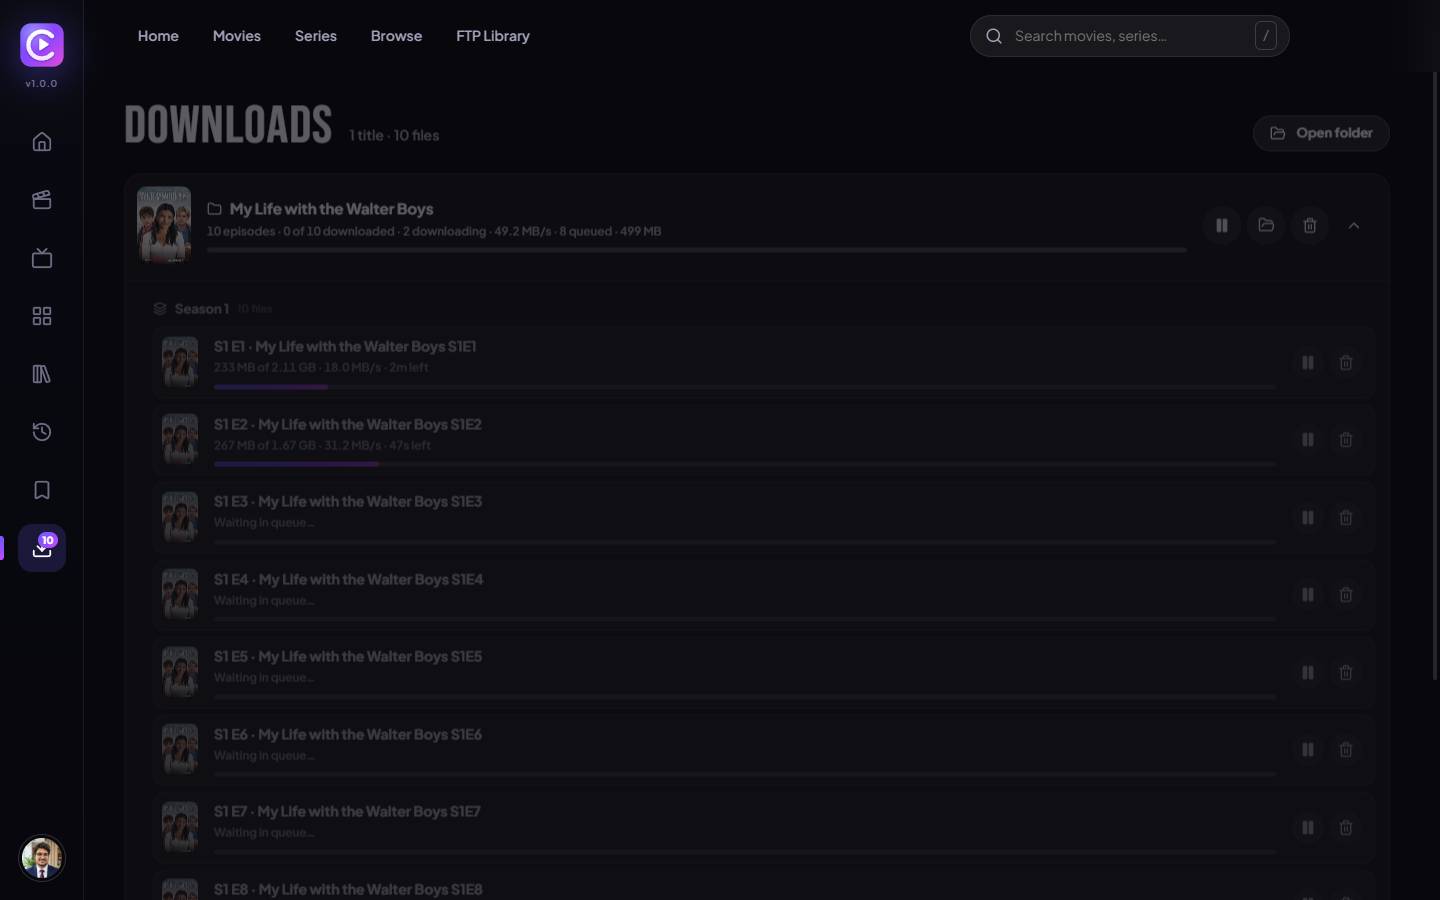 v1.0.0
Home Movies Series Browse FTP Library
Search movies, series... /
DOWNLOADS 1 title · 10 files
Open folder
My Life with the Walter Boys
10 episodes · 0 of 10 downloaded · 2 downloading · 49.2 MB/s · 8 queued · 499 MB
Season 1 10 files
S1 E1 · My Life with the Walter Boys S1E1
233 MB of 2.11 GB · 18.0 MB/s · 2m left
S1 E2 · My Life with the Walter Boys S1E2
267 MB of 1.67 GB · 31.2 MB/s · 47s left
S1 E3 · My Life with the Walter Boys S1E3
Waiting in queue...
10
S1 E4 · My Life with the Walter Boys S1E4
Waiting in queue...
S1 E5 · My Life with the Walter Boys S1E5
Waiting in queue...
S1 E6 · My Life with the Walter Boys S1E6
Waiting in queue...
S1 E7 · My Life with the Walter Boys S1E7
Waiting in queue...
S1 E8 · My Life with the Walter Boys S1E8